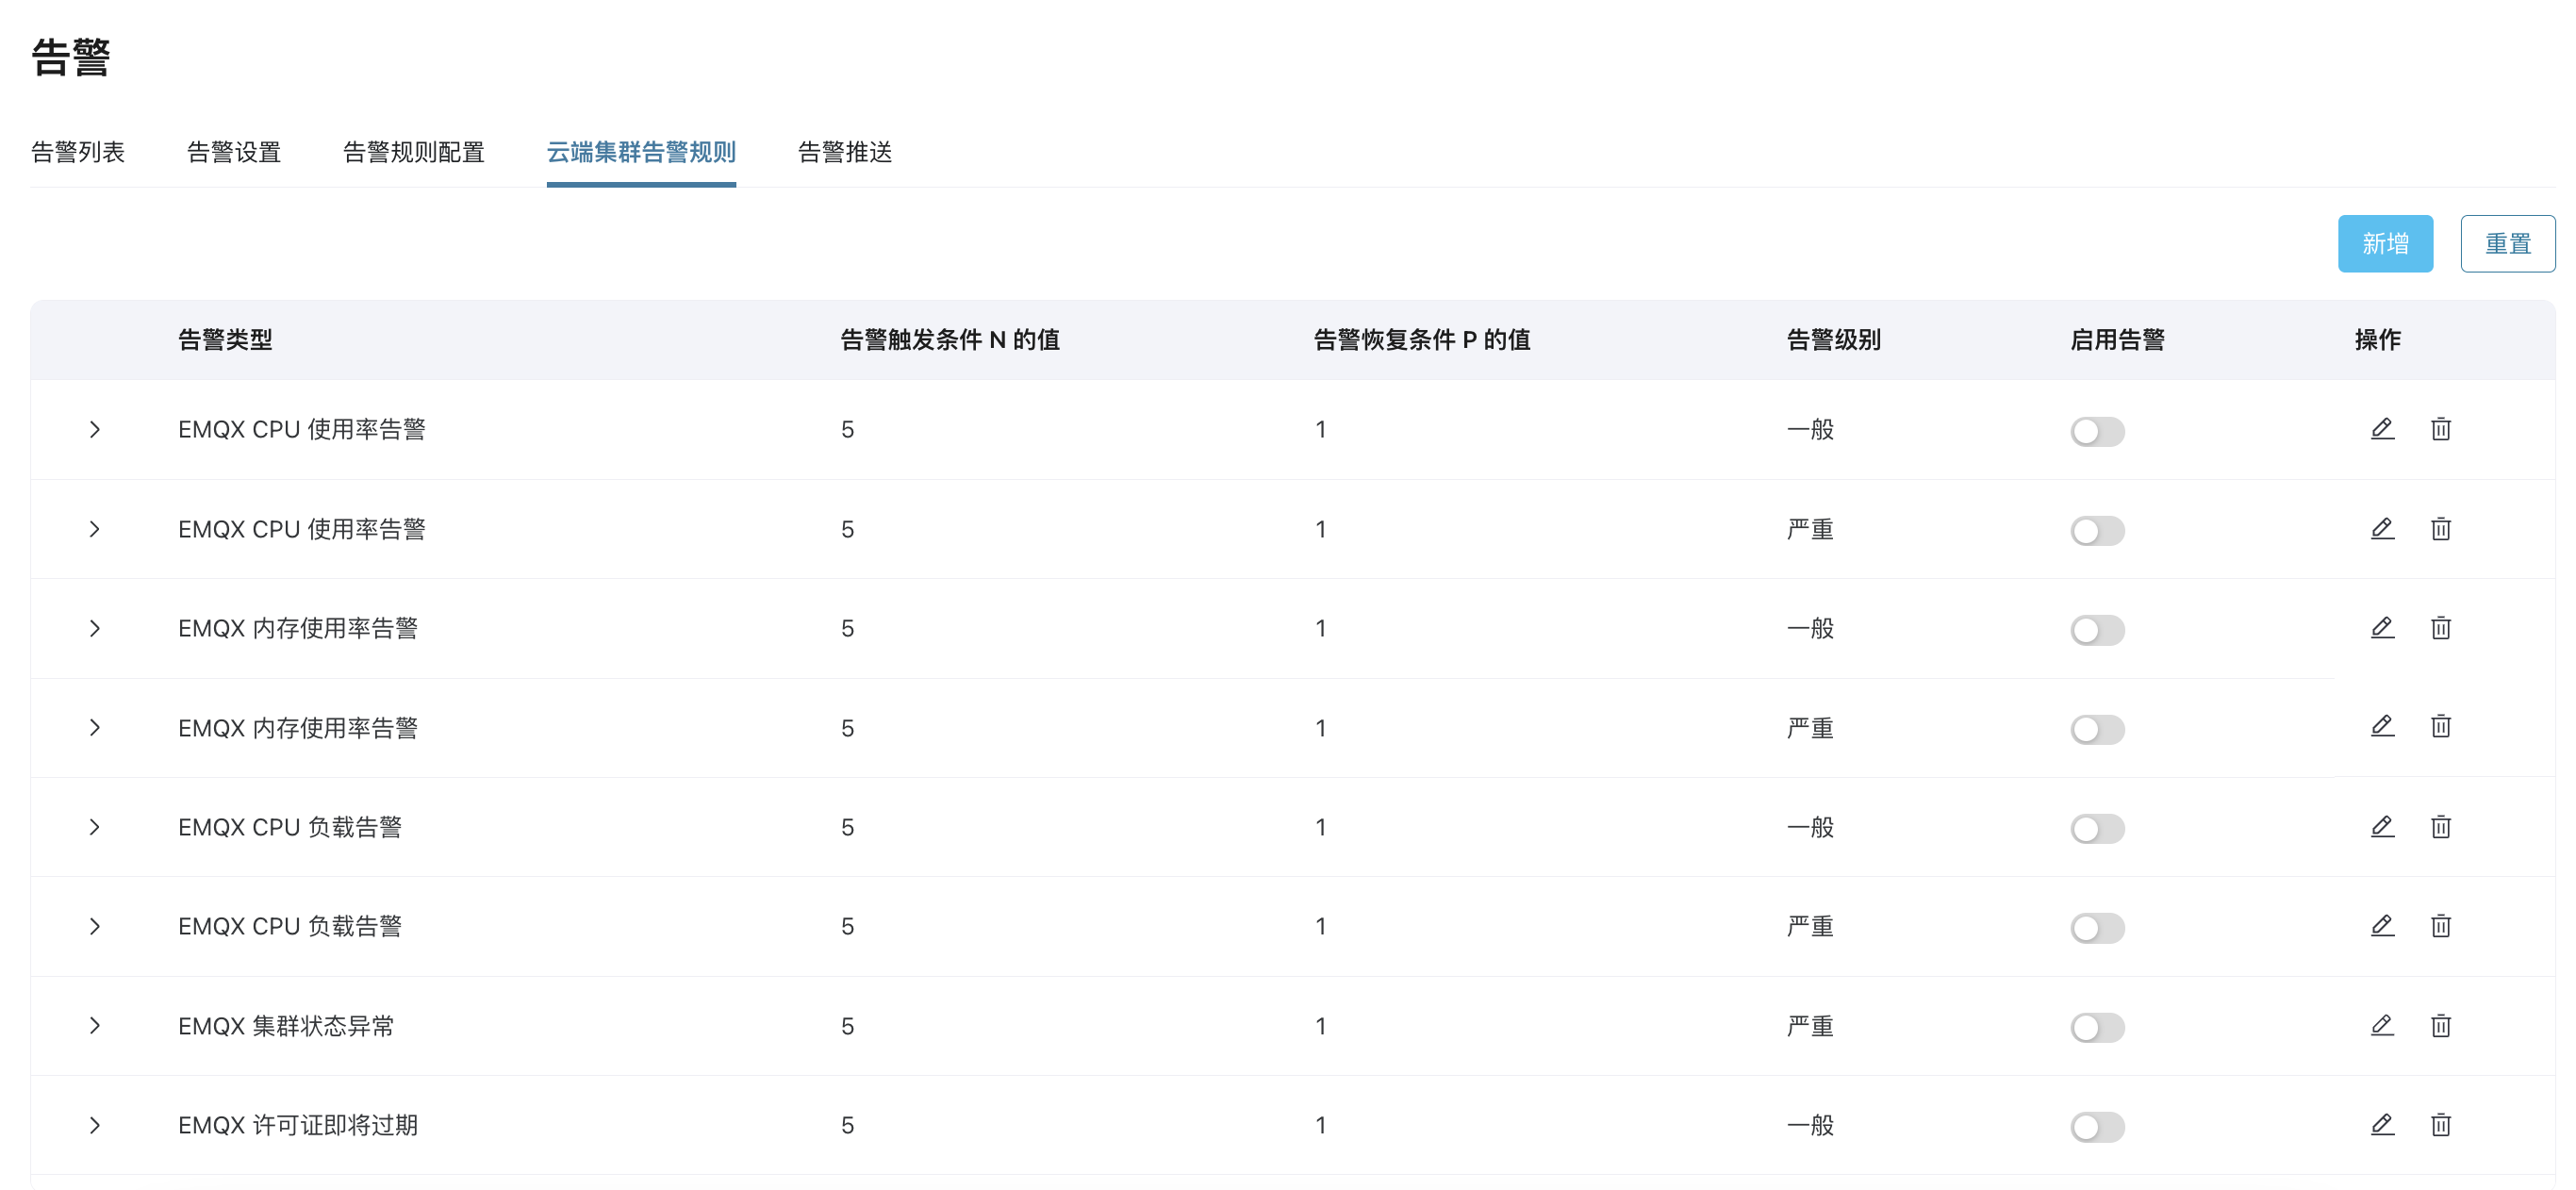 告警
告警列表 告警设置 告警规则配置 云端集群告警规则 告警推送
新增 重置
告警类型 告警触发条件 N 的值 告警恢复条件 P 的值 告警级别 启用告警 操作
EMQX CPU 使用率告警 5 1 一般
EMQX CPU 使用率告警 5 1 严重
EMQX 内存使用率告警 5 1 一般
EMQX 内存使用率告警 5 1 严重
EMQX CPU 负载告警 5 1 一般
EMQX CPU 负载告警 5 1 严重
EMQX 集群状态异常 5 1 严重
EMQX 许可证即将过期 5 1 一般